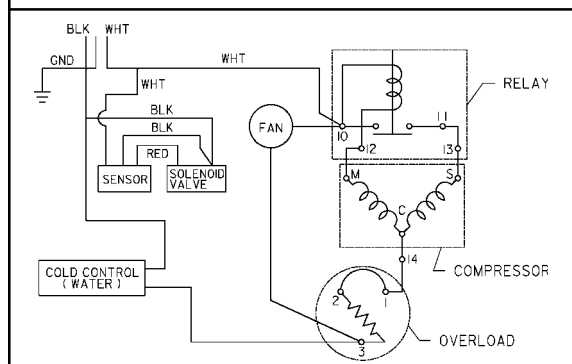 BLK WHT
GND
WHT
WHT
BLK
BLK
RED
SENSOR
SOLENOID
VALVE
FAN
10
11
12
13
RELAY
M
S
C
14
COMPRESSOR
COLD CONTROL
(WATER)
2
1
3
OVERLOAD